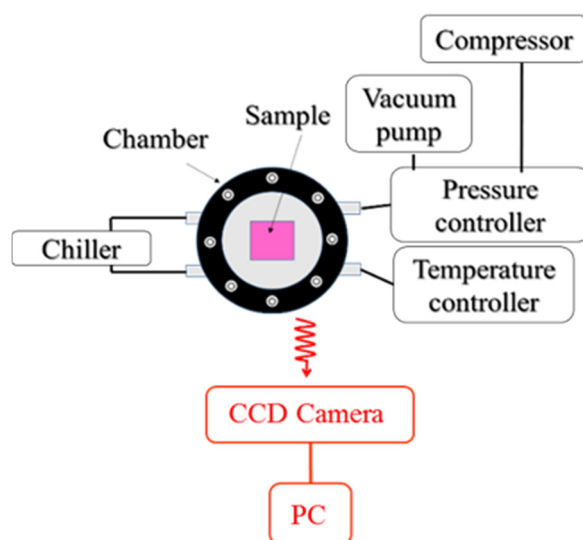 Compressor
Vacuum
pump
Sample
Chamber
Pressure
controller
Chiller
Temperature
controller
CCD Camera
PC